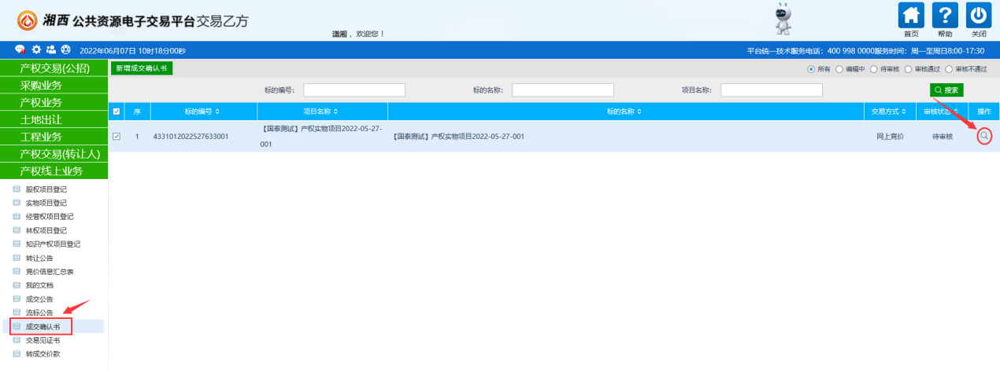 湘西 公共资源电子交易平台交易乙方
潇湘，欢迎您！
首页 帮助 关闭
2022年06月07日 10时18分00秒
平台统一技术服务电话：400 998 0000服务时间：周一至周日8:00-17:30
产权交易(公招)
采购业务
产权业务
土地出让
工程业务
产权交易(转让人)
产权线上业务
股权项目登记
实物项目登记
经营权项目登记
林权项目登记
知识产权项目登记
转让公告
竞价信息汇总表
我的文档
成交公告
流标公告
成交确认书
交易见证书
转成交价款
新增成交确认书
所有 编辑中 待审核 审核通过 审核不通过
标的编号： 标的名称： 项目名称： 搜索
序 标的编号 项目名称 标的名称 交易方式 审核状态 操作
1 4331012022527633001 【国泰测试】产权实物项目2022-05-27-
001
【国泰测试】产权实物项目2022-05-27-001 网上竞价 待审核